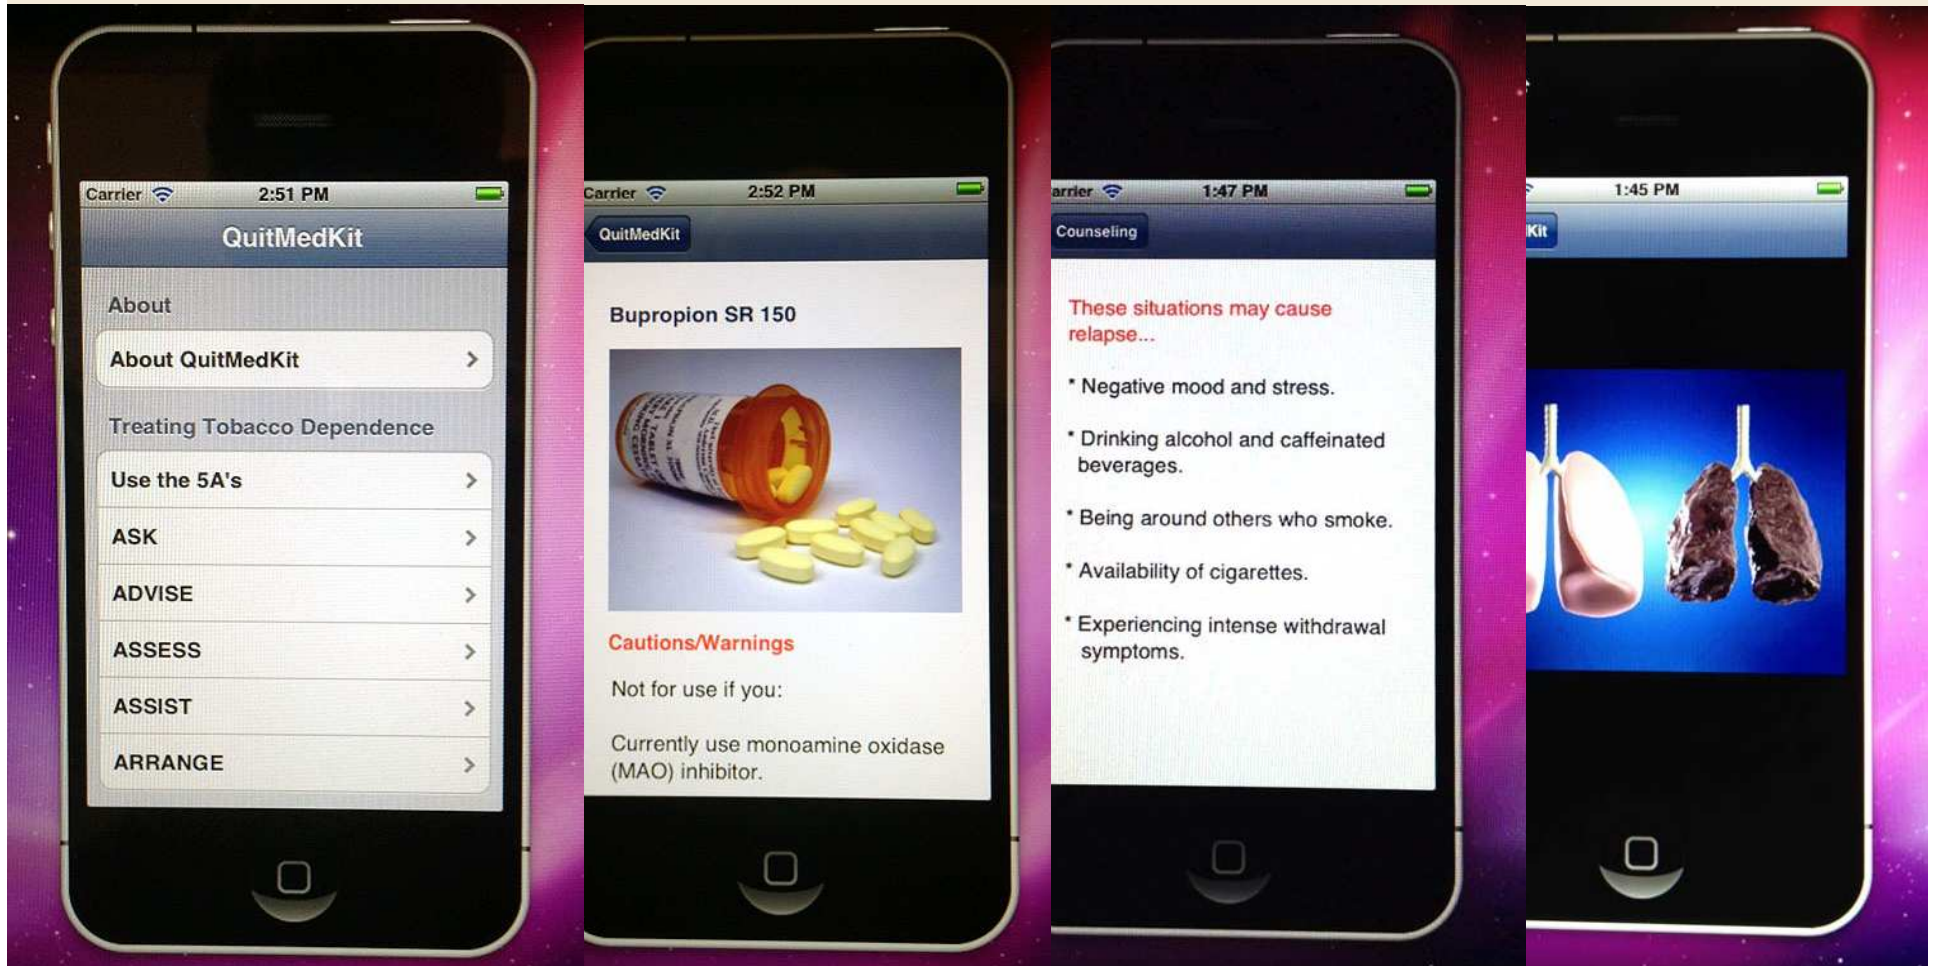 Carrier 2:51 PM
QuitMedKit
About
About QuitMedKit
Treating Tobacco Dependence
Use the 5A's
ASK
ADVISE
ASSESS
ASSIST
ARRANGE
Carrier 2:52 PM
QuitMedKit
Bupropion SR 150
Cautions/Warnings
Not for use if you:
Currently use monoamine oxidase
(MAO) inhibitor.
arrier 1:47 PM
Counseling
These situations may cause
relapse...
* Negative mood and stress.
* Drinking alcohol and caffeinated
beverages.
* Being around others who smoke.
* Availability of cigarettes.
* Experiencing intense withdrawal
symptoms.
1:45 PM
Kit